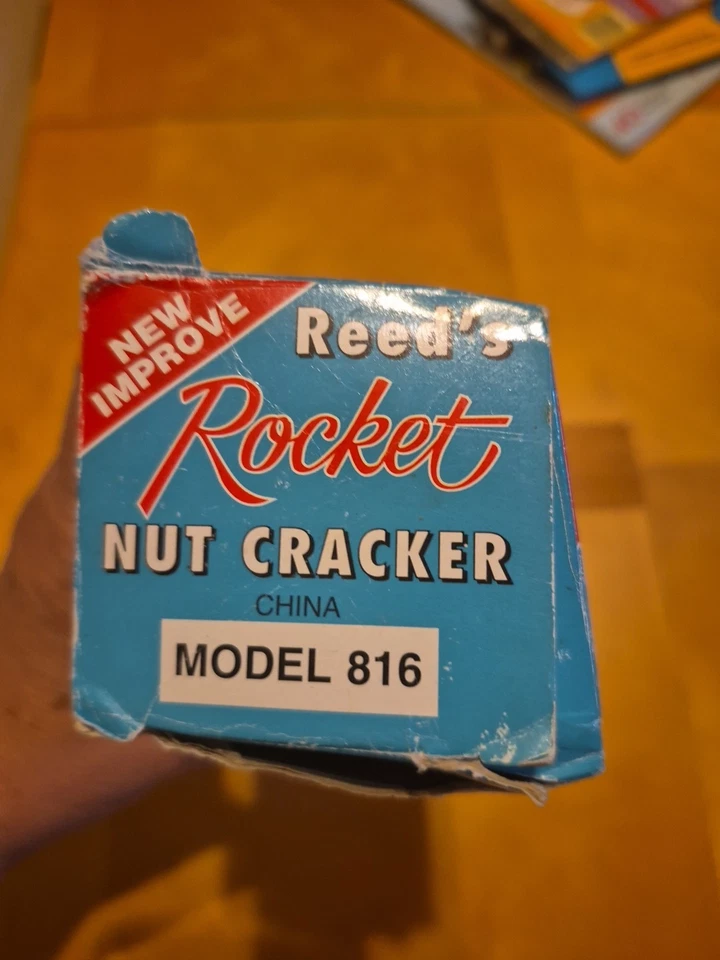 NEW
IMPROVE
Reed's
Rocket
NUT CRACKER
CHINA
MODEL 816